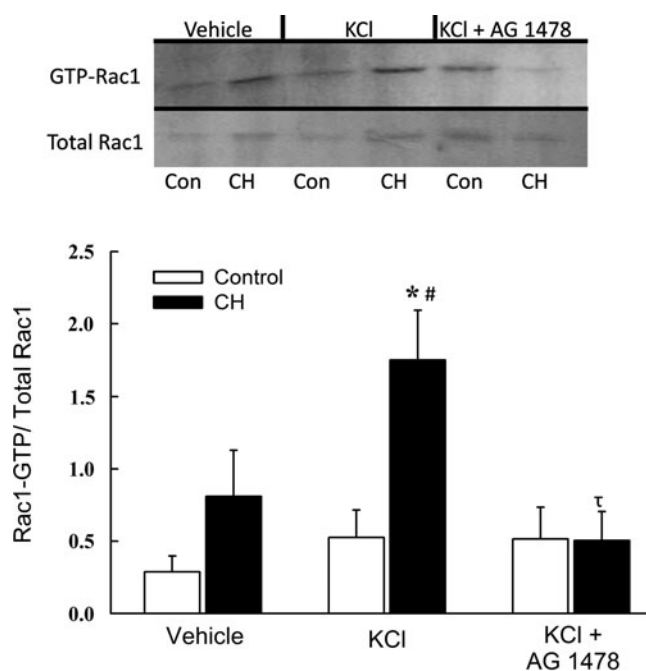 Vehicle KCl KCl + AG 1478
GTP-Rac1
Total Rac1
Con CH Con CH Con CH
2.5
Control
CH
2.0
* #
1.5
1.0
0.5
τ
0.0
Rac1-GTP/ Total Rac1
Vehicle KCl KCl +
AG 1478